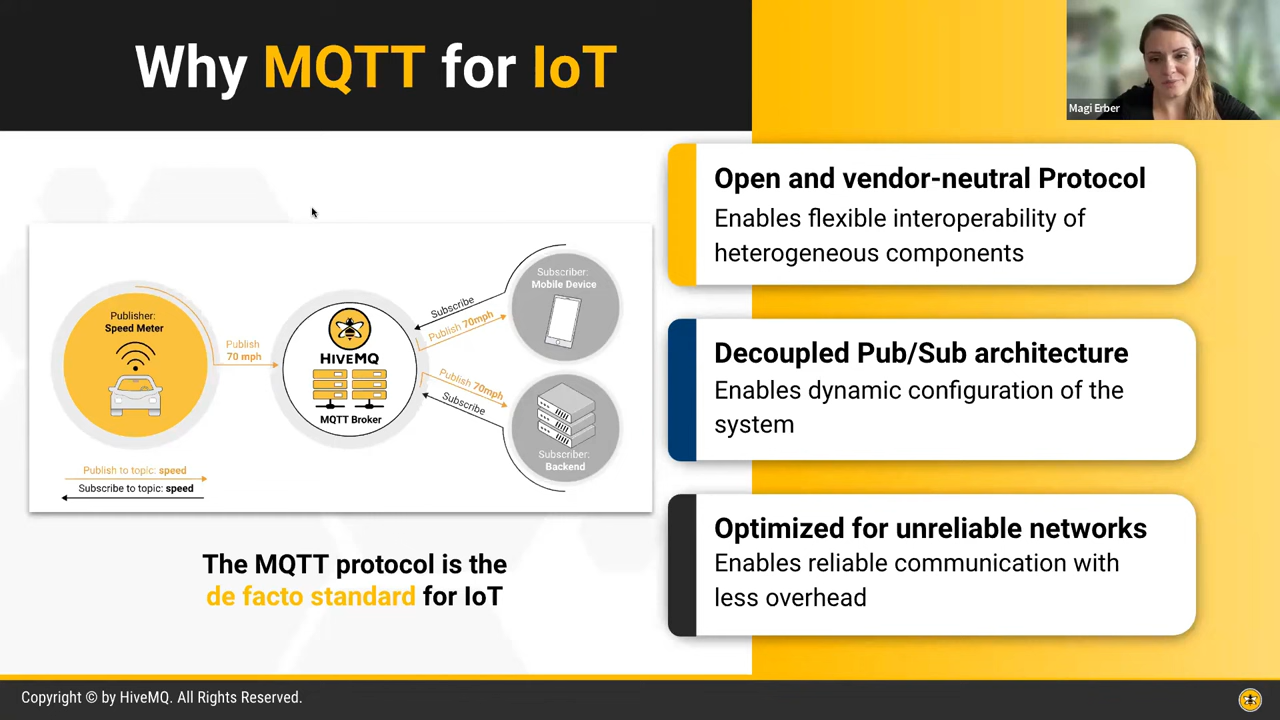 Why MQTT for IoT
Magi Erber
Publisher:
Speed Meter
Publish
70 mph
HIVEMQ
MQTT Broker
Subscribe
Publish 70mph
Subscriber:
Mobile Device
Publish 70mph
Subscribe
Subscriber:
Backend
Publish to topic: speed
Subscribe to topic: speed
The MQTT protocol is the
de facto standard for IoT
Open and vendor-neutral Protocol
Enables flexible interoperability of
heterogeneous components
Decoupled Pub/Sub architecture
Enables dynamic configuration of the
system
Optimized for unreliable networks
Enables reliable communication with
less overhead
Copyright © by HiveMQ. All Rights Reserved.